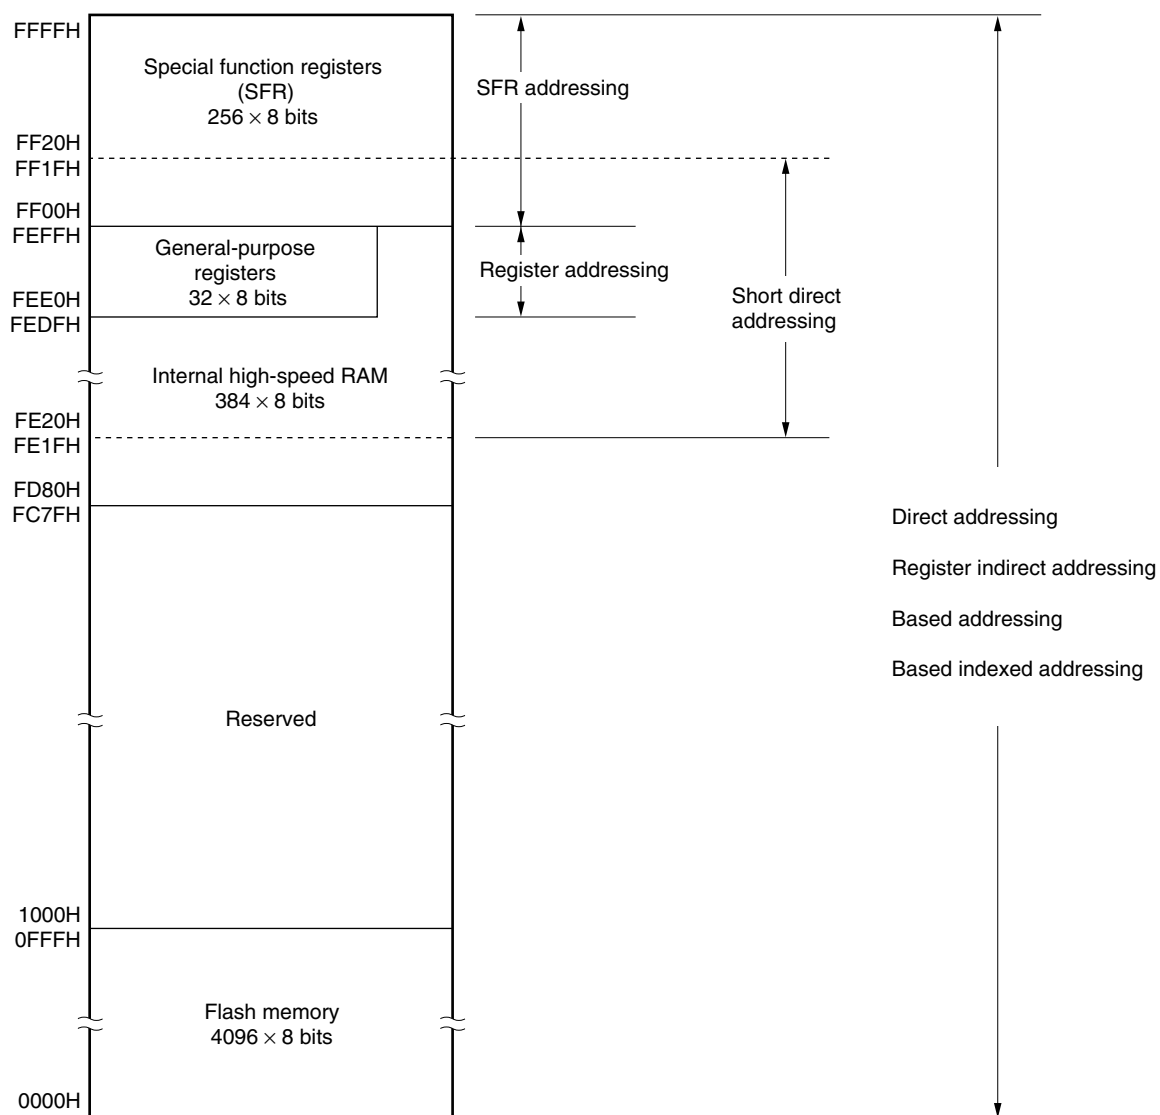 FFFFH
Special function registers
(SFR)
256 × 8 bits
SFR addressing
FF20H
FF1FH
FF00H
FEFFH
General-purpose
registers
32 × 8 bits
Register addressing
FEE0H
FEDFH
Short direct
addressing
Internal high-speed RAM
384 × 8 bits
FE20H
FE1FH
FD80H
FC7FH
Direct addressing
Register indirect addressing
Based addressing
Based indexed addressing
Reserved
1000H
0FFFH
Flash memory
4096 × 8 bits
0000H